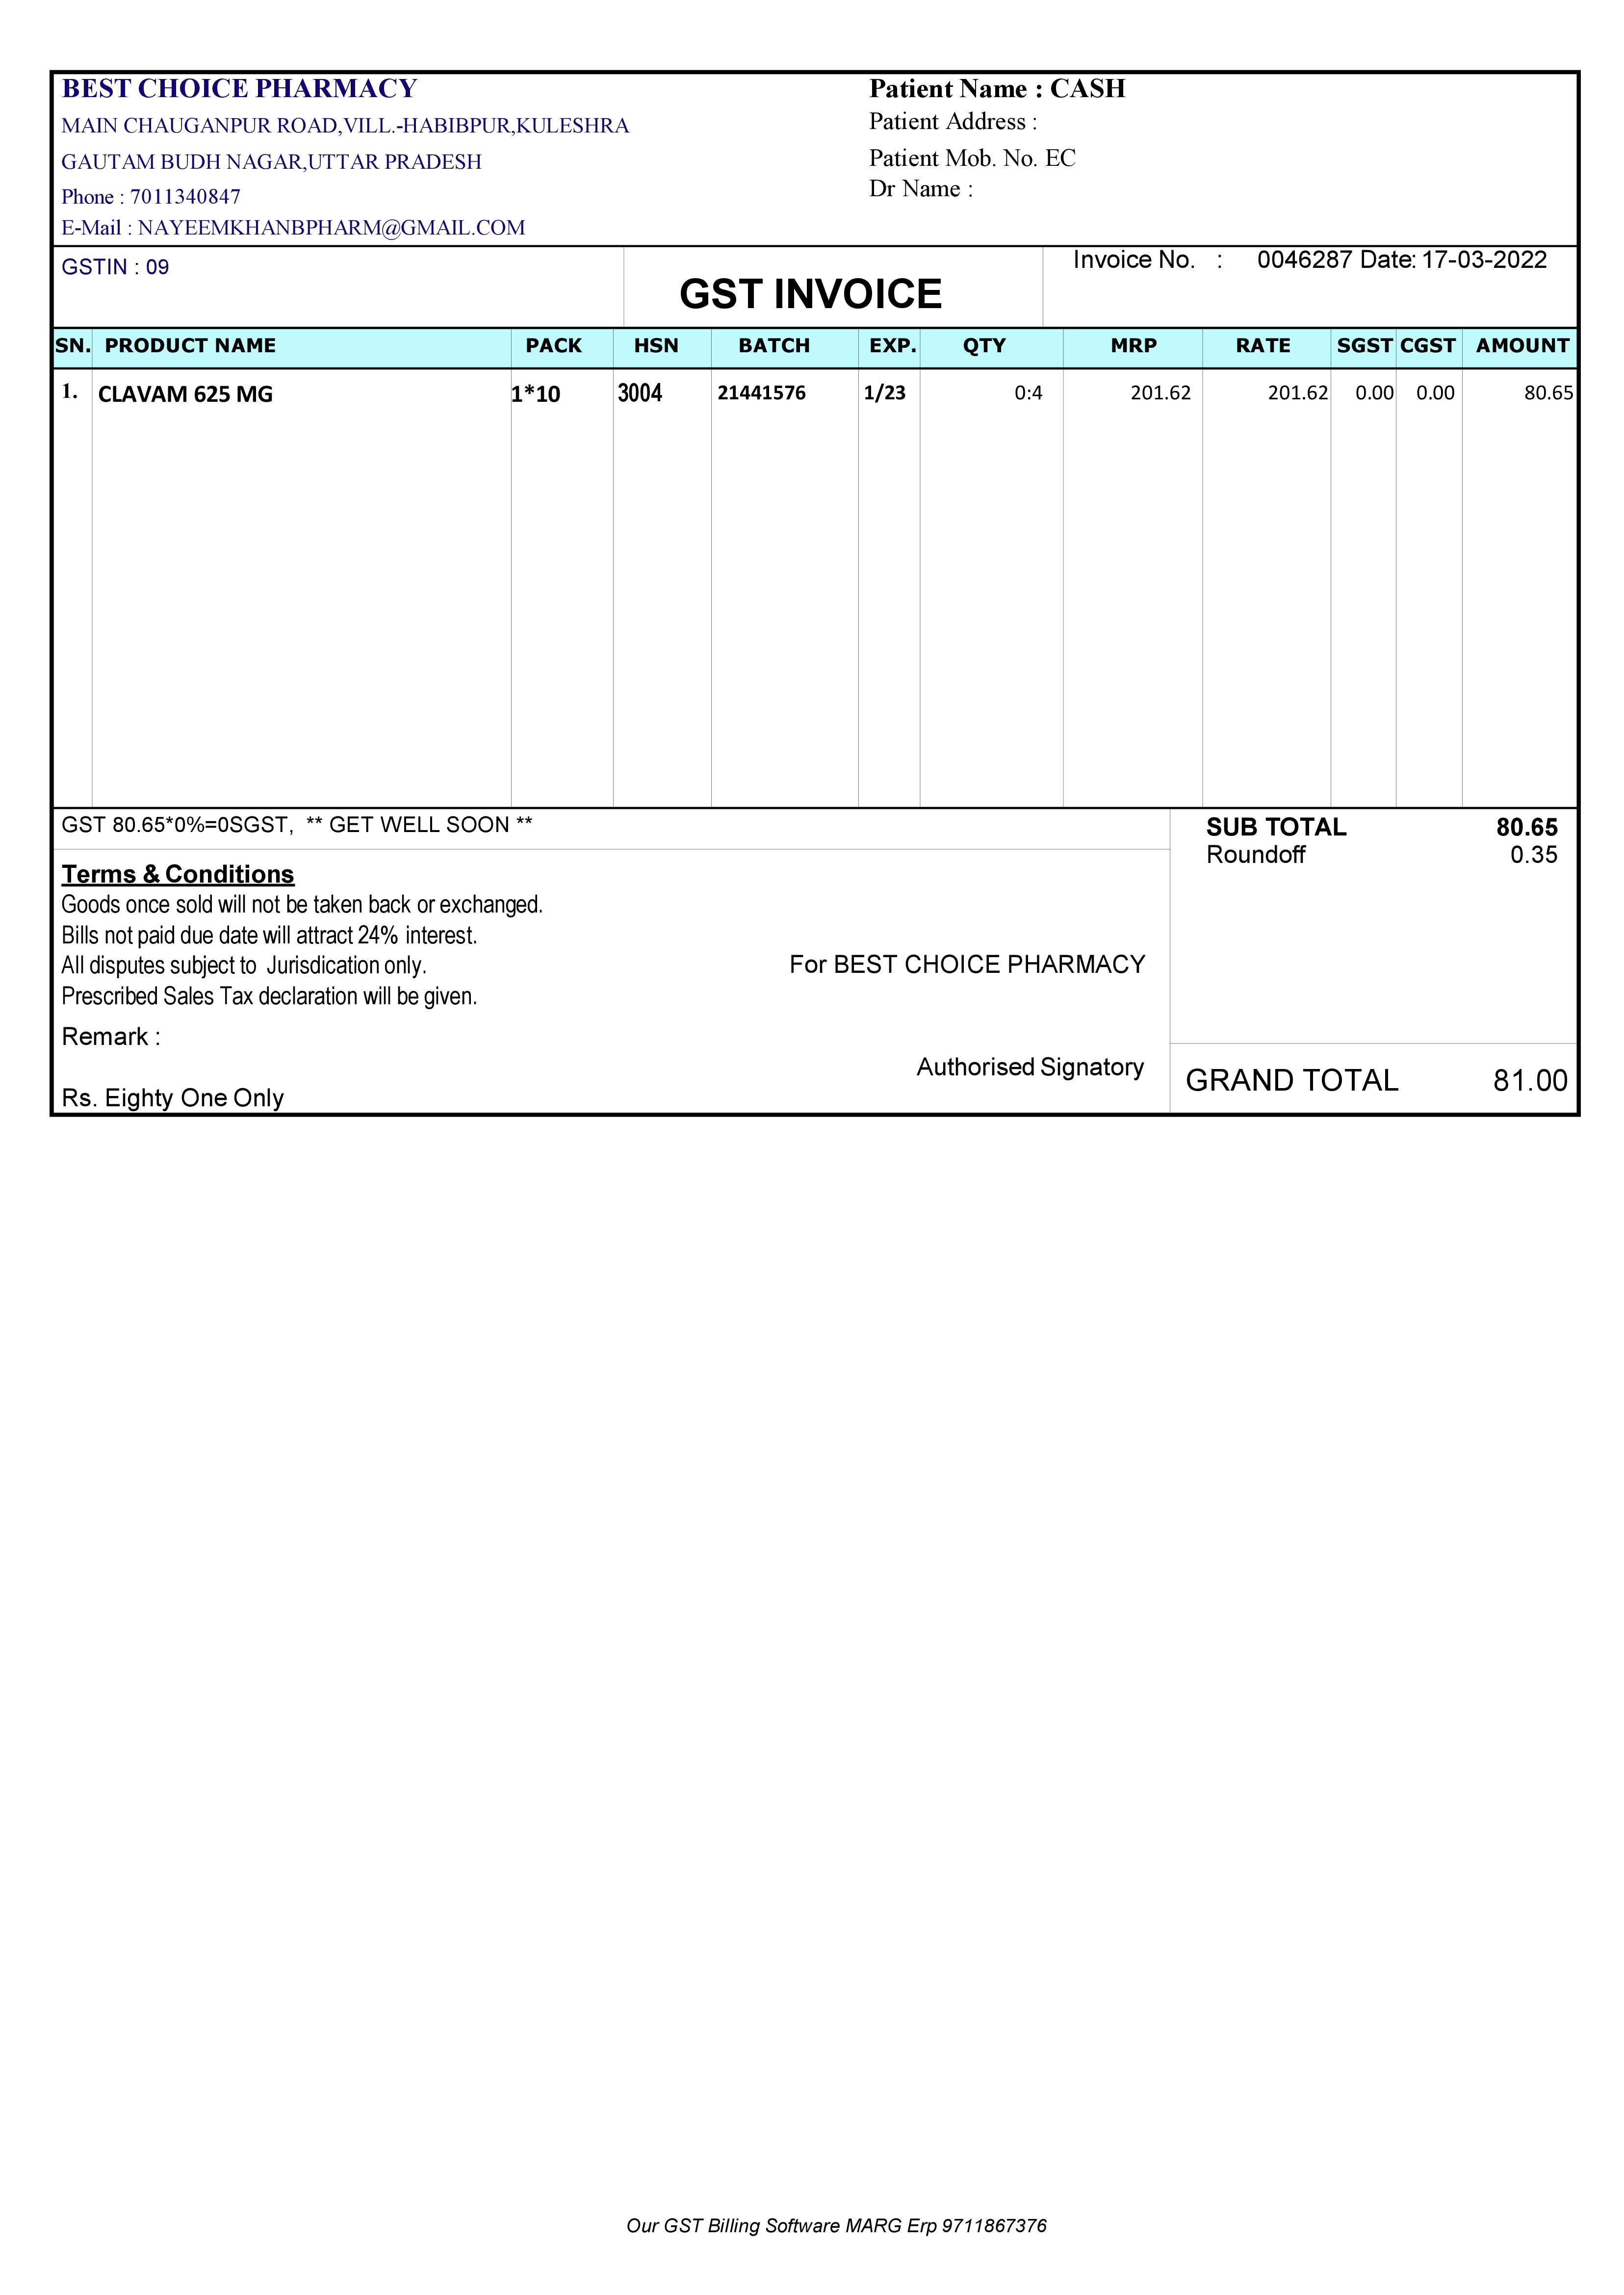 BEST CHOICE PHARMACY
MAIN CHAUGANPUR ROAD,VILL.-HABIBPUR,KULESHRA
GAUTAM BUDH NAGAR,UTTAR PRADESH
Phone : 7011340847
E-Mail : NAYEEMKHANBPHARM@GMAIL.COM
Patient Name : CASH
Patient Address :
Patient Mob. No. EC
Dr Name :
GSTIN : 09
GST INVOICE
Invoice No. : 0046287 Date: 17-03-2022
SN. PRODUCT NAME PACK HSN BATCH EXP. QTY MRP RATE SGST CGST AMOUNT
1. CLAVAM 625 MG 1*10 3004 21441576 1/23 0:4 201.62 201.62 0.00 0.00 80.65
GST 80.65*0%=0SGST, ** GET WELL SOON **
SUB TOTAL 80.65
Roundoff 0.35
Terms & Conditions
Goods once sold will not be taken back or exchanged.
Bills not paid due date will attract 24% interest.
All disputes subject to Jurisdication only.
Prescribed Sales Tax declaration will be given.
For BEST CHOICE PHARMACY
Remark :
Authorised Signatory
Rs. Eighty One Only
GRAND TOTAL 81.00
Our GST Billing Software MARG Erp 9711867376